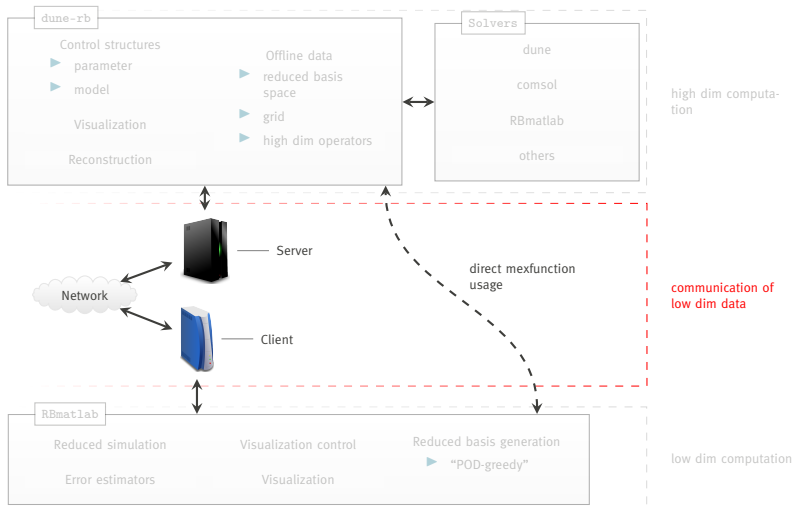 dune-rb
Control structures
parameter
model
Visualization
Reconstruction
Offline data
reduced basis
space
grid
high dim operators
Solvers
dune
comsol
RBmatlab
others
high dim computa-
tion
Server
Network
Client
direct mexfunction
usage
communication of
low dim data
RBmatlab
Reduced simulation
Error estimators
Visualization control
Visualization
Reduced basis generation
“POD-greedy”
low dim computation